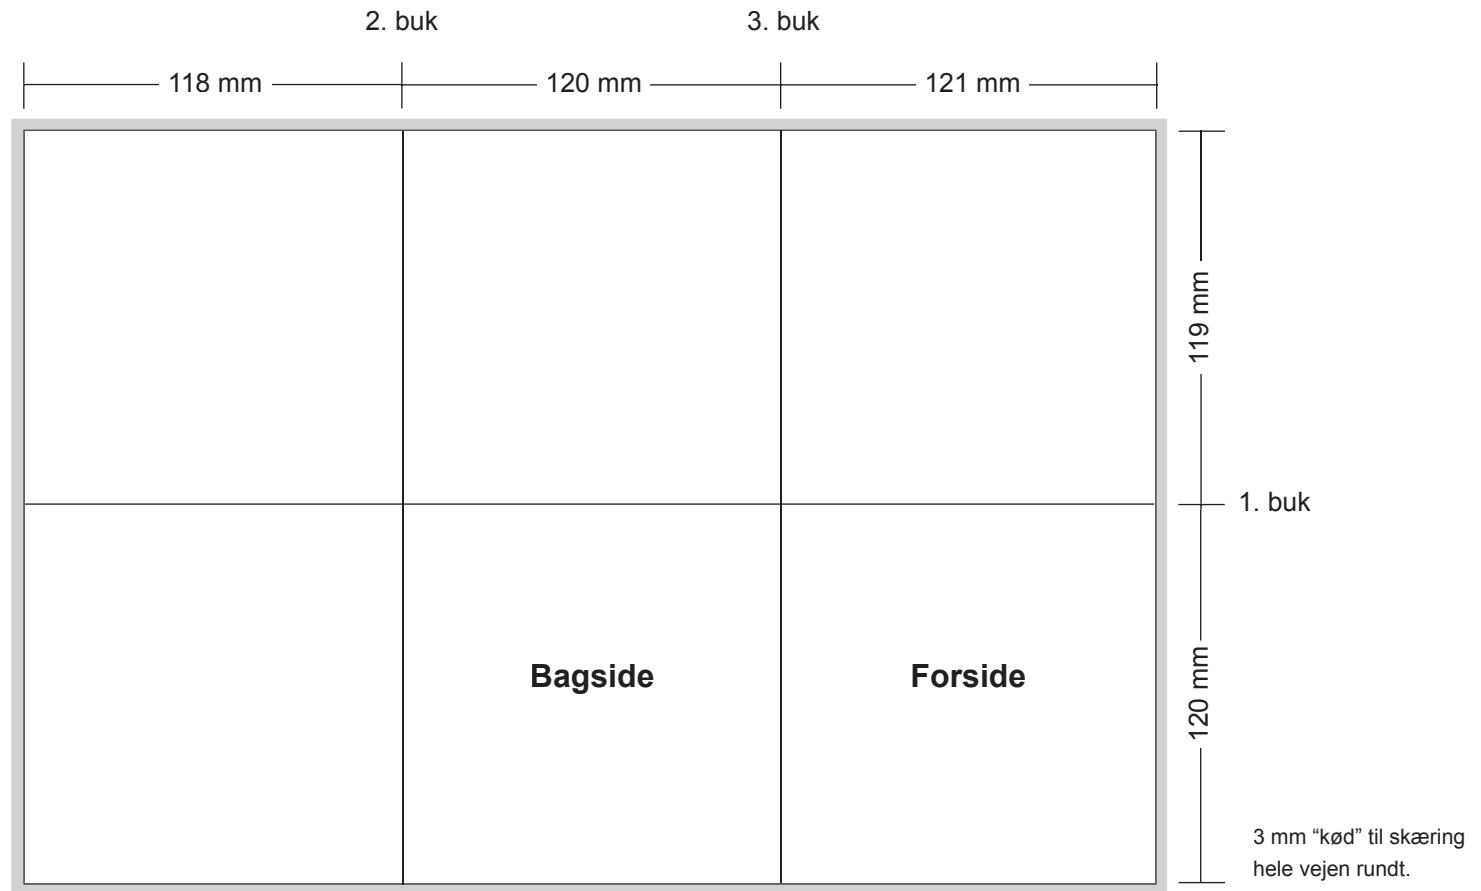 2. buk
3. buk
118 mm
120 mm
121 mm
119 mm
1. buk
Bagside
Forside
120 mm
3 mm “kød” til skæring
hele vejen rundt.